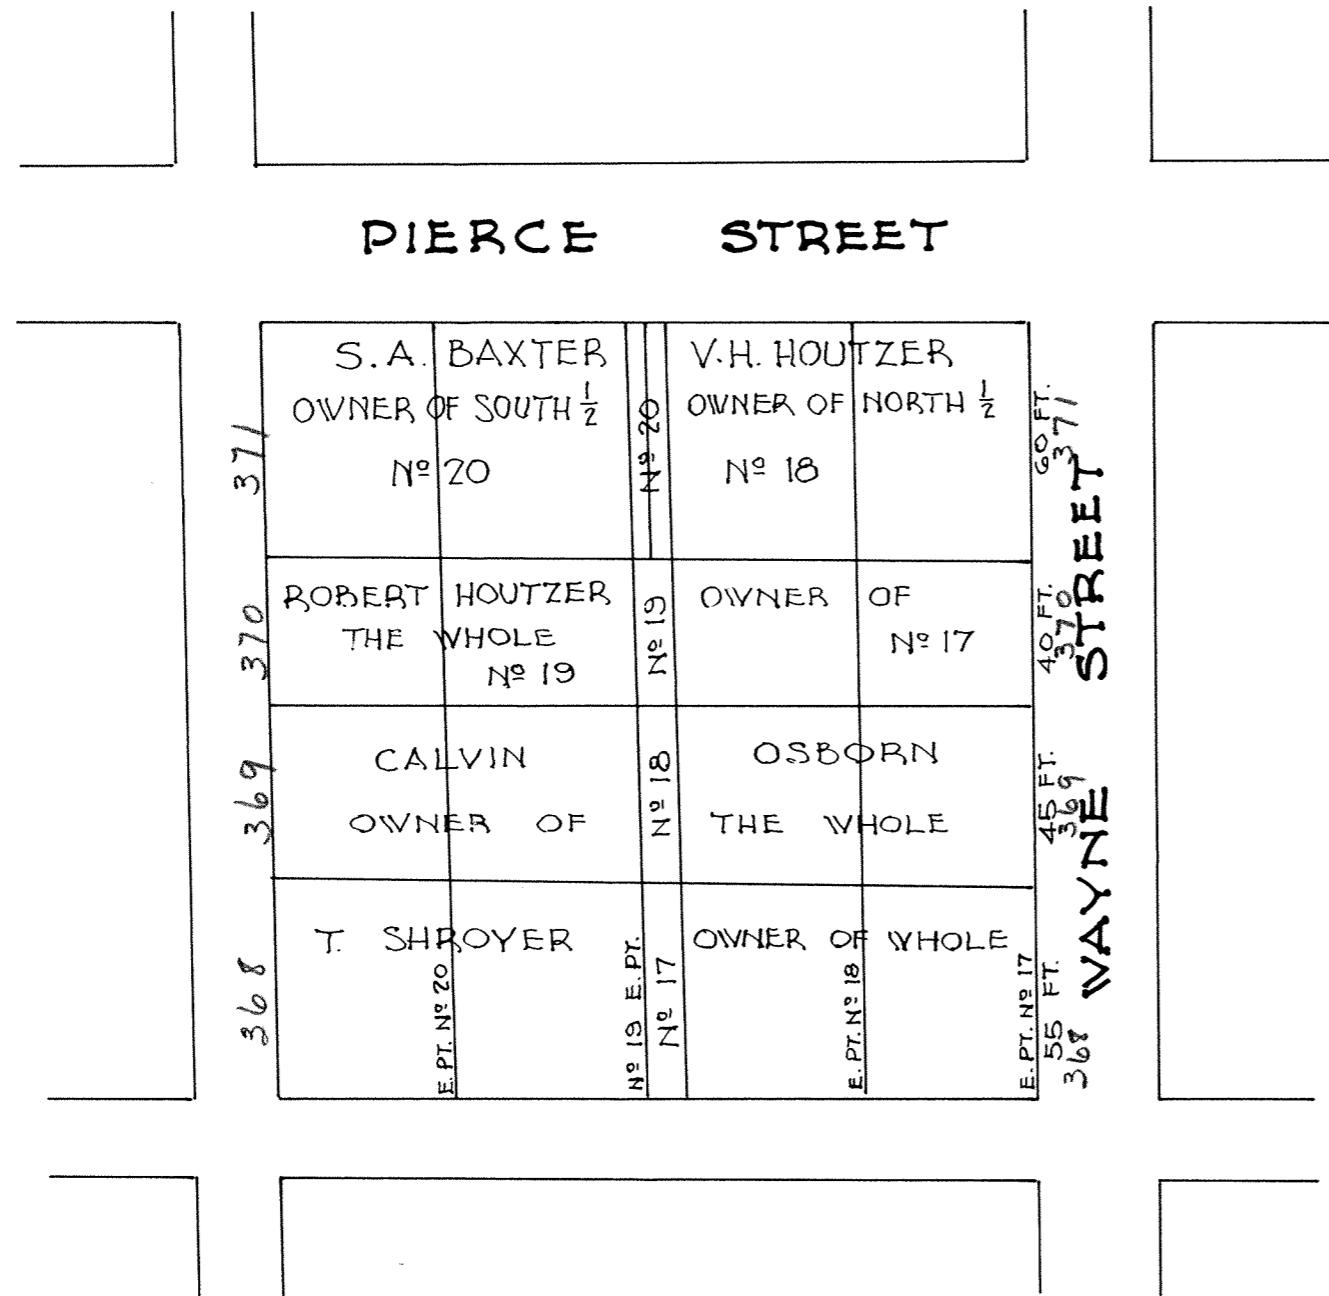 PIERCE STREET
S.A. BAXTER
OWNER OF SOUTH ½
Nº 20
Nº 20
V.H. HOUTZER
OWNER OF NORTH ½
Nº 18
371
60 FT.
371
ROBERT HOUTZER
THE WHOLE
Nº 19
Nº 19
OWNER OF
Nº 17
370
40 FT.
370
CALVIN OSBORN
OWNER OF THE WHOLE
Nº 18
369
45 FT.
369
T. SHROYER OWNER OF WHOLE
E. PT. Nº 20
Nº 19 E. PT.
Nº 17
E. PT. Nº 18
E. PT. Nº 17
368
55 FT.
368
WAYNE STREET